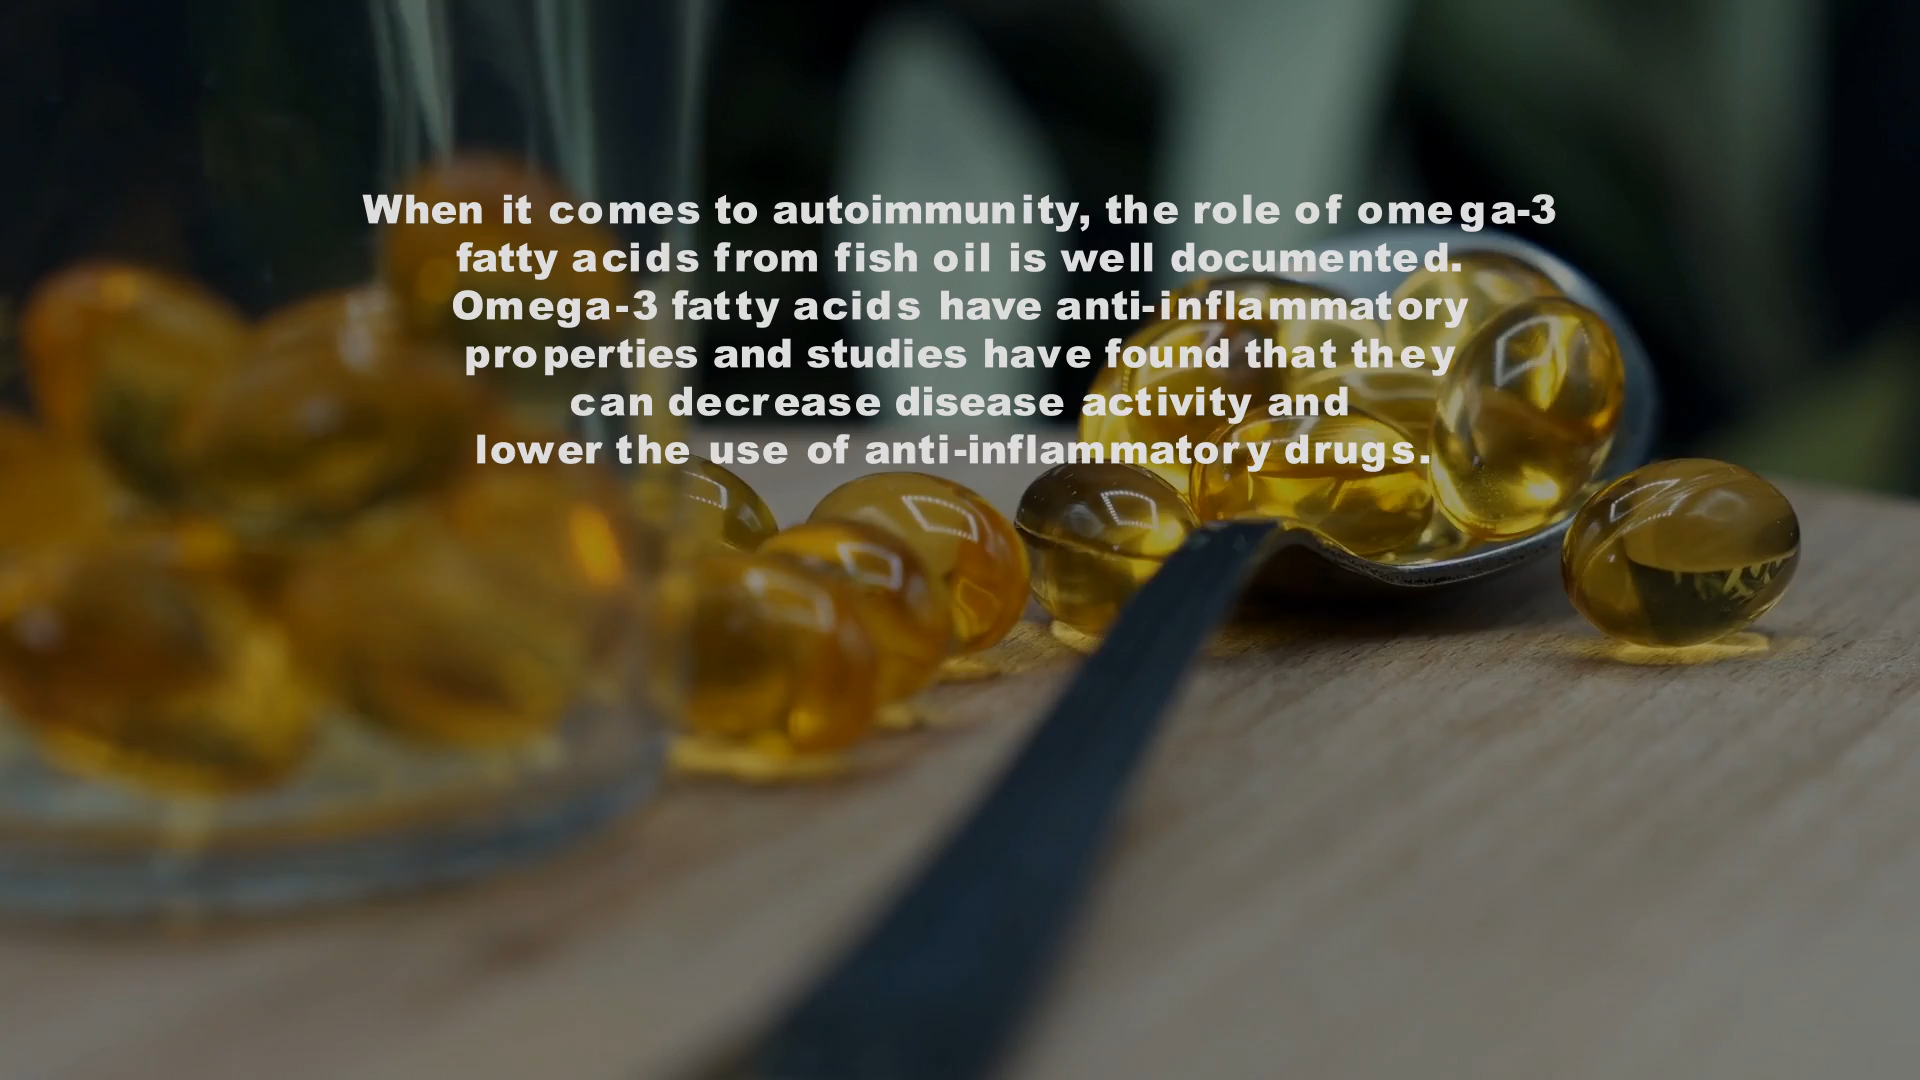 When it comes to autoimmunity, the role of omega-3
fatty acids from fish oil is well documented.
Omega-3 fatty acids have anti-inflammatory
properties and studies have found that they
can decrease disease activity and
lower the use of anti-inflammatory drugs.